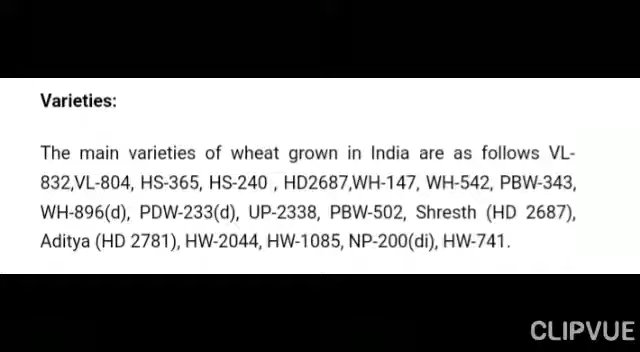 Varieties:
The main varieties of wheat grown in India are as follows VL-
832,VL-804, HS-365, HS-240 , HD2687,WH-147, WH-542, PBW-343,
WH-896(d), PDW-233(d), UP-2338, PBW-502, Shresth (HD 2687),
Aditya (HD 2781), HW-2044, HW-1085, NP-200(di), HW-741.
CLIPVUE